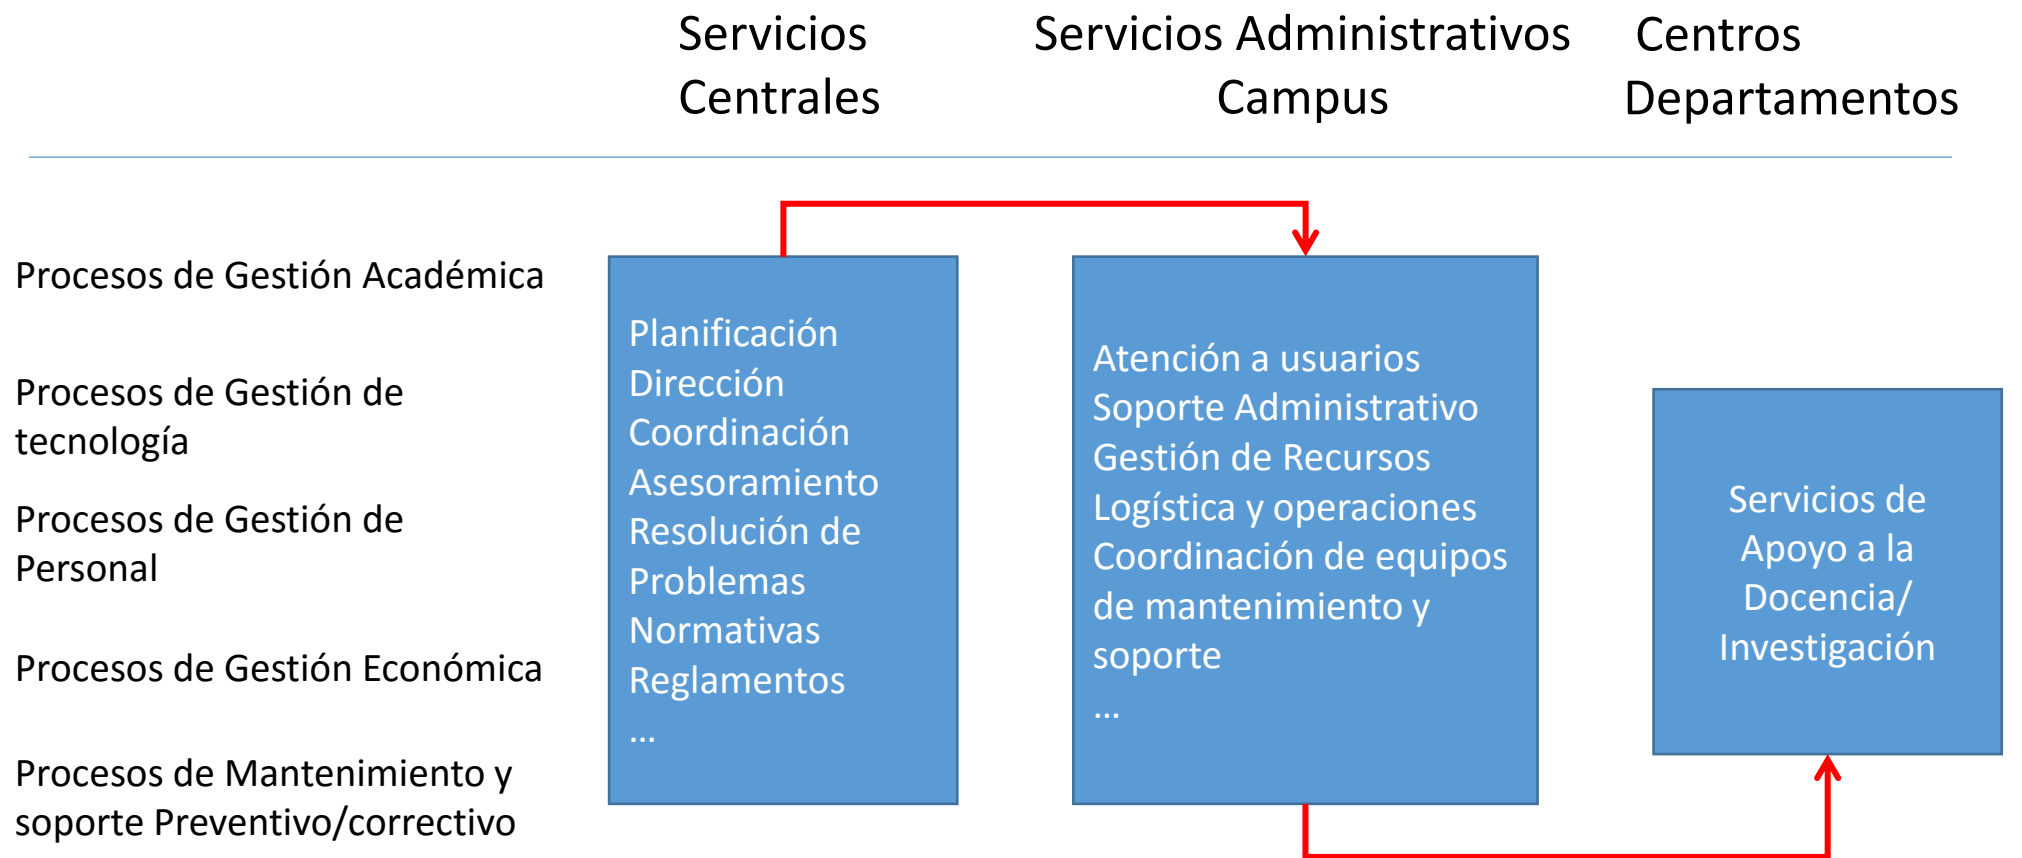 Servicios
Centrales
Servicios Administrativos
Campus
Centros
Departamentos
Procesos de Gestión Académica
Procesos de Gestión de
tecnología
Procesos de Gestión de
Personal
Procesos de Gestión Económica
Procesos de Mantenimiento y
soporte Preventivo/correctivo
Planificación
Dirección
Coordinación
Asesoramiento
Resolución de
Problemas
Normativas
Reglamentos
...
Atención a usuarios
Soporte Administrativo
Gestión de Recursos
Logística y operaciones
Coordinación de equipos
de mantenimiento y
soporte
...
Servicios de
Apoyo a la
Docencia/
Investigación